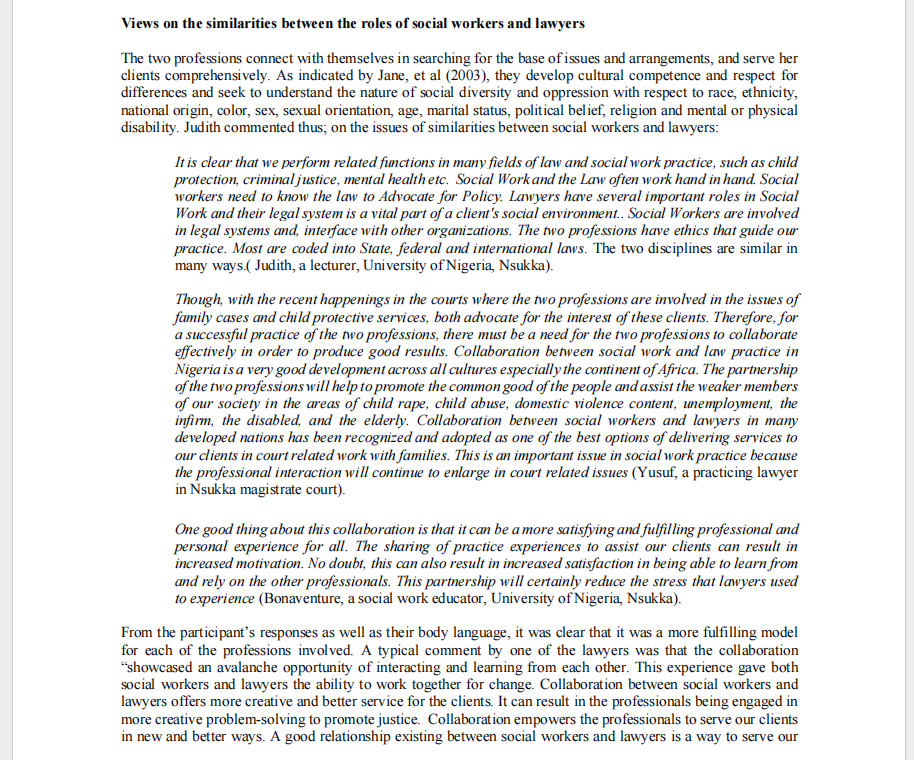 Views on the similarities between the roles of social workers and lawyers
The two professions connect with themselves in searching for the base of issues and arrangements, and serve her
clients comprehensively. As indicated by Jane, et al (2003), they develop cultural competence and respect for
differences and seek to understand the nature of social diversity and oppression with respect to race, ethnicity,
national origin, color, sex, sexual orientation, age, marital status, political belief, religion and mental or physical
disability. Judith commented thus; on the issues of similarities between social workers and lawyers:
It is clear that we perform related functions in many fields of law and social work practice, such as child
protection, criminal justice, mental health etc. Social Work and the Law often work hand in hand. Social
workers need to know the law to Advocate for Policy. Lawyers have several important roles in Social
Work and their legal system is a vital part of a client's social environment.. Social Workers are involved
in legal systems and, interface with other organizations. The two professions have ethics that guide our
practice. Most are coded into State, federal and international laws. The two disciplines are similar in
many ways.( Judith, a lecturer, University of Nigeria, Nsukka).
Though, with the recent happenings in the courts where the two professions are involved in the issues of
family cases and child protective services, both advocate for the interest of these clients. Therefore, for
a successful practice of the two professions, there must be a need for the two professions to collaborate
effectively in order to produce good results. Collaboration between social work and law practice in
Nigeria is a very good development across all cultures especially the continent of Africa. The partnership
of the two professions will help to promote the common good of the people and assist the weaker members
of our society in the areas of child rape, child abuse, domestic violence content, unemployment, the
infirm, the disabled, and the elderly. Collaboration between social workers and lawyers in many
developed nations has been recognized and adopted as one of the best options of delivering services to
our clients in court related work with families. This is an important issue in social work practice because
the professional interaction will continue to enlarge in court related issues (Yusuf, a practicing lawyer
in Nsukka magistrate court).
One good thing about this collaboration is that it can be a more satisfying and fulfilling professional and
personal experience for all. The sharing of practice experiences to assist our clients can result in
increased motivation. No doubt, this can also result in increased satisfaction in being able to learn from
and rely on the other professionals. This partnership will certainly reduce the stress that lawyers used
to experience (Bonaventure, a social work educator, University of Nigeria, Nsukka).
From the participant’s responses as well as their body language, it was clear that it was a more fulfilling model
for each of the professions involved. A typical comment by one of the lawyers was that the collaboration
“showcased an avalanche opportunity of interacting and learning from each other. This experience gave both
social workers and lawyers the ability to work together for change. Collaboration between social workers and
lawyers offers more creative and better service for the clients. It can result in the professionals being engaged in
more creative problem-solving to promote justice. Collaboration empowers the professionals to serve our clients
in new and better ways. A good relationship existing between social workers and lawyers is a way to serve our